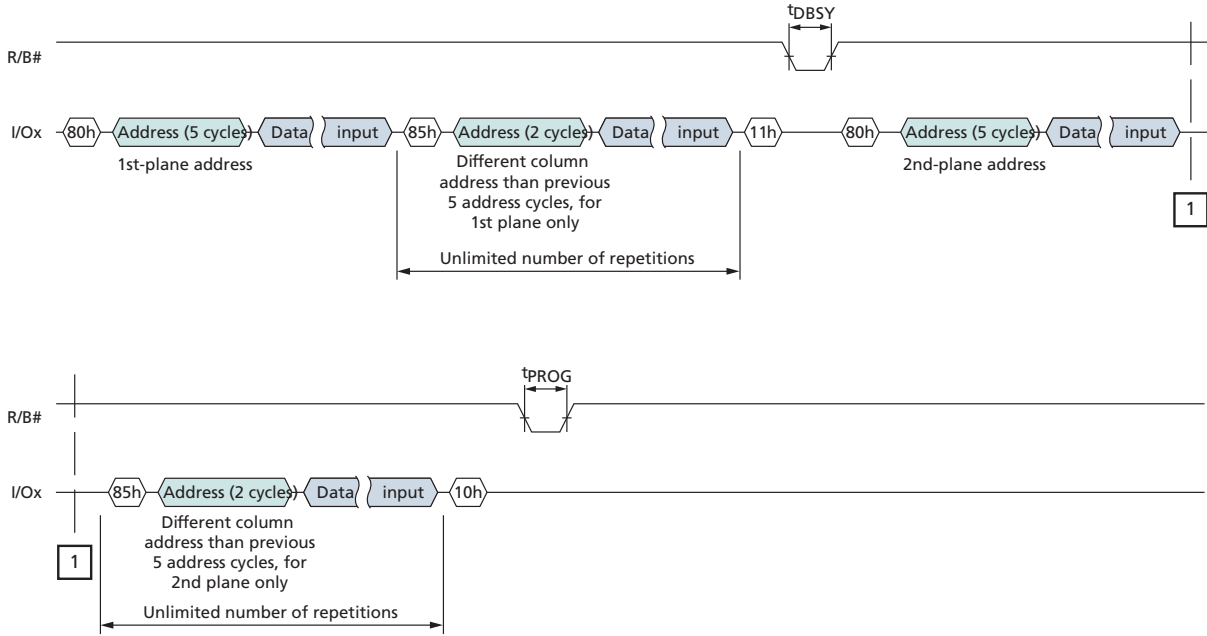 tDBSY
R/B#
I/Ox 80h Address (5 cycles) Data input 85h Address (2 cycles) Data input 11h 80h Address (5 cycles) Data input
1st-plane address
Different column
address than previous
5 address cycles, for
1st plane only
2nd-plane address
1
Unlimited number of repetitions
tPROG
R/B#
I/Ox 85h Address (2 cycles) Data input 10h
Different column
address than previous
5 address cycles, for
2nd plane only
1
Unlimited number of repetitions